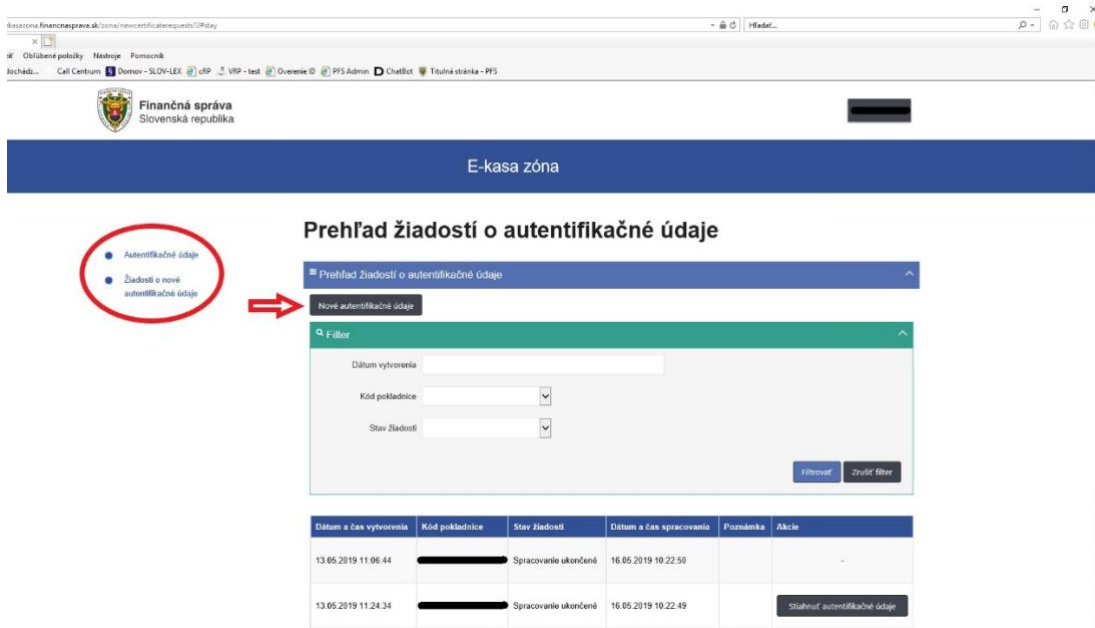 financnasprava.sk/zona/newcertificaterequests!2#stay
Hľadať...
Obľúbené položky Nástroje Pomocník
Call Centrum Domov - SLOV-LEX cRP VRP - test Overenie ID PFS Admin ChatBot Titulná stránka - PFS
Finančná správa
Slovenská republika
E-kasa zóna
Autentifikačné údaje
Žiadosti o nové
autentifikačné údaje
Prehľad žiadostí o autentifikačné údaje
Prehľad žiadostí o autentifikačné údaje
Nové autentifikačné údaje
Filter
Dátum vytvorenia
Kód pokladnice
Stav žiadosti
Filtrovať Zrušiť filter
Dátum a čas vytvorenia Kód pokladnice Stav žiadosti Dátum a čas spracovania Poznámka Akcie
13.05.2019 11:06:44 Spracovanie ukončené 16.05.2019 10:22:50 -
13.05.2019 11:24:34 Spracovanie ukončené 16.05.2019 10:22:49 Stiahnuť autentifikačné údaje